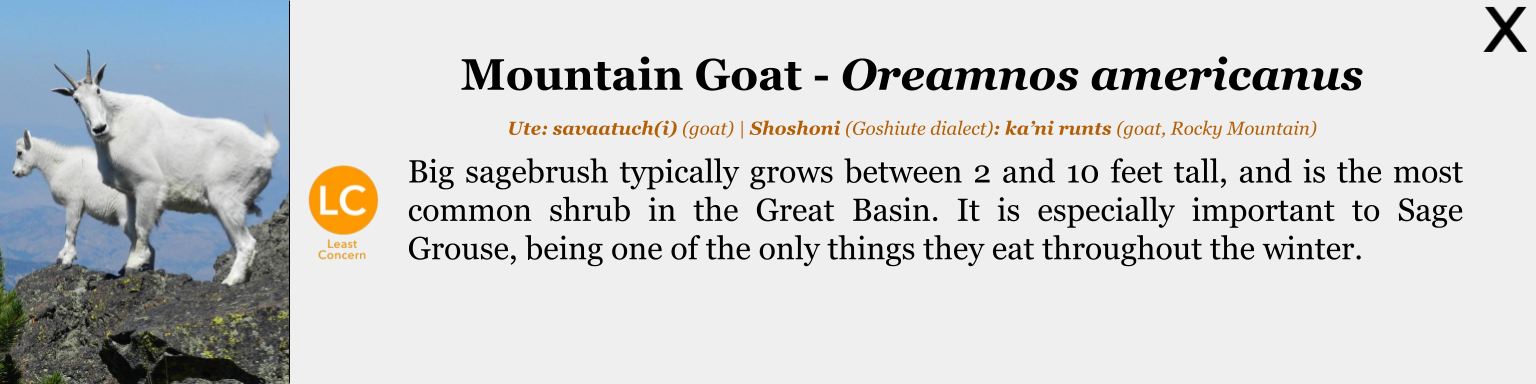 X
Mountain Goat - Oreamnos americanus
Ute: savaatuch(i) (goat) | Shoshoni (Goshiute dialect): ka’ni runts (goat, Rocky Mountain)
LC
Least
Concern
Big sagebrush typically grows between 2 and 10 feet tall, and is the most
common shrub in the Great Basin. It is especially important to Sage
Grouse, being one of the only things they eat throughout the winter.